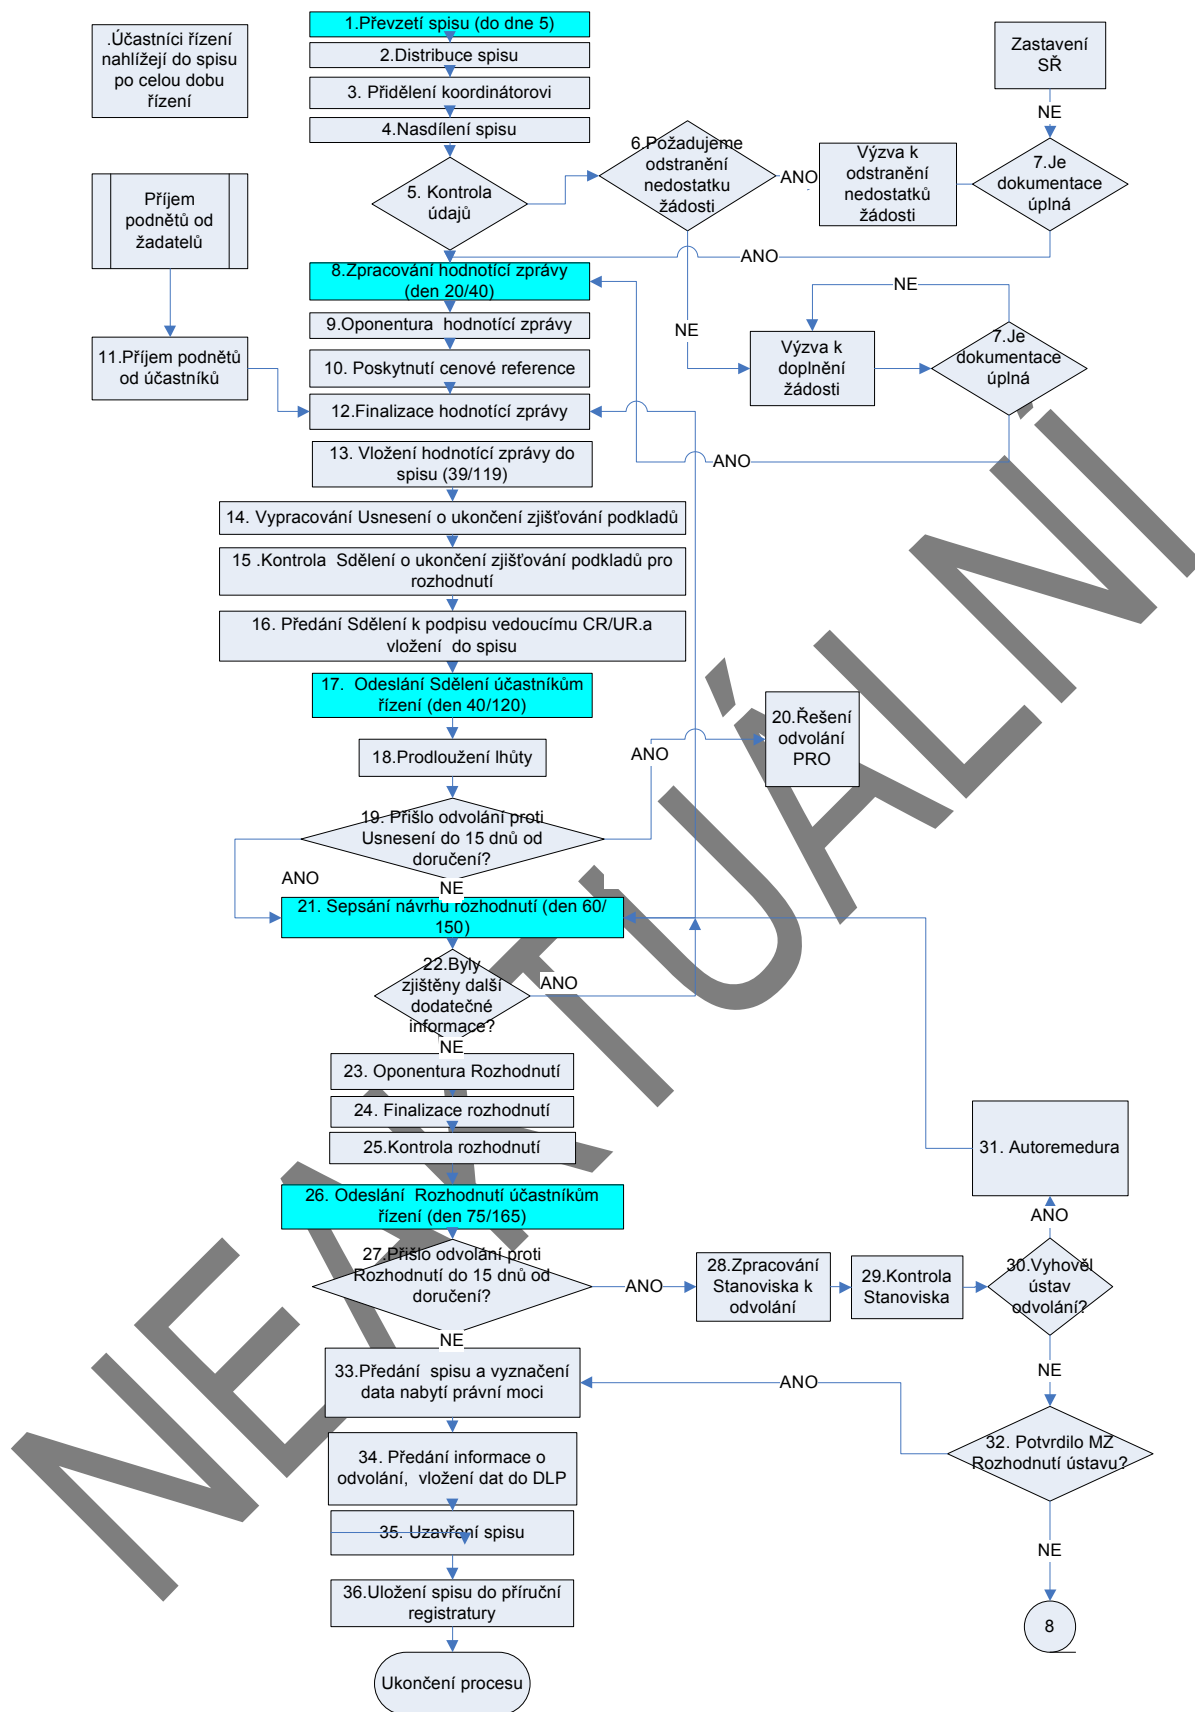 1.Převzetí spisu (do dne 5)
.Účastníci řízení
nahlížejí do spisu
po celou dobu
řízení
2.Distribuce spisu
Zastavení
SŘ
3. Přidělení koordinátorovi
NE
4.Nasdílení spisu
6.Požadujeme
odstranění
nedostatku
žádosti
ANO
Výzva k
odstranění
nedostatků
žádosti
7.Je
dokumentace
úplná
5. Kontrola
údajů
Příjem
podnětů od
žadatelů
ANO
8.Zpracování hodnotící zprávy
(den 20/40)
NE
9.Oponentura  hodnotící zprávy
NE
11.Příjem podnětů
od účastníků
10. Poskytnutí cenové reference
Výzva k
doplnění
žádosti
7.Je
dokumentace
úplná
12.Finalizace hodnotící zprávy
13. Vložení hodnotící zprávy do
spisu (39/119)
ANO
14. Vypracování Usnesení o ukončení zjišťování podkladů
15 .Kontrola  Sdělení o ukončení zjišťování podkladů pro
rozhodnutí
16. Předání Sdělení k podpisu vedoucímu CR/UR.a
vložení  do spisu
17.  Odeslání Sdělení účastníkům
řízení (den 40/120)
20.Řešení
odvolání
PRO
18.Prodloužení lhůty
ANO
19. Přišlo odvolání proti
Usnesení do 15 dnů od
doručení?
ANO
NE
21. Sepsání návrhu rozhodnutí (den 60/
150)
22.Byly
zjištěny další
dodatečné
informace?
ANO
NE
23. Oponentura Rozhodnutí
24. Finalizace rozhodnutí
25.Kontrola rozhodnutí
31. Autoremedura
26. Odeslání  Rozhodnutí účastníkům
řízení (den 75/165)
ANO
27.Přišlo odvolání proti
Rozhodnutí do 15 dnů od
doručení?
ANO
28.Zpracování
Stanoviska k
odvolání
29.Kontrola
Stanoviska
30.Vyhověl
ústav
odvolání?
NE
33.Předání  spisu a vyznačení
data nabytí právní moci
ANO
NE
32. Potvrdilo MZ
Rozhodnutí ústavu?
34. Předání informace o
odvolání,  vložení dat do DLP
35. Uzavření spisu
NE
36.Uložení spisu do příruční
registratury
8
Ukončení procesu
NEAKTUÁLNÍ